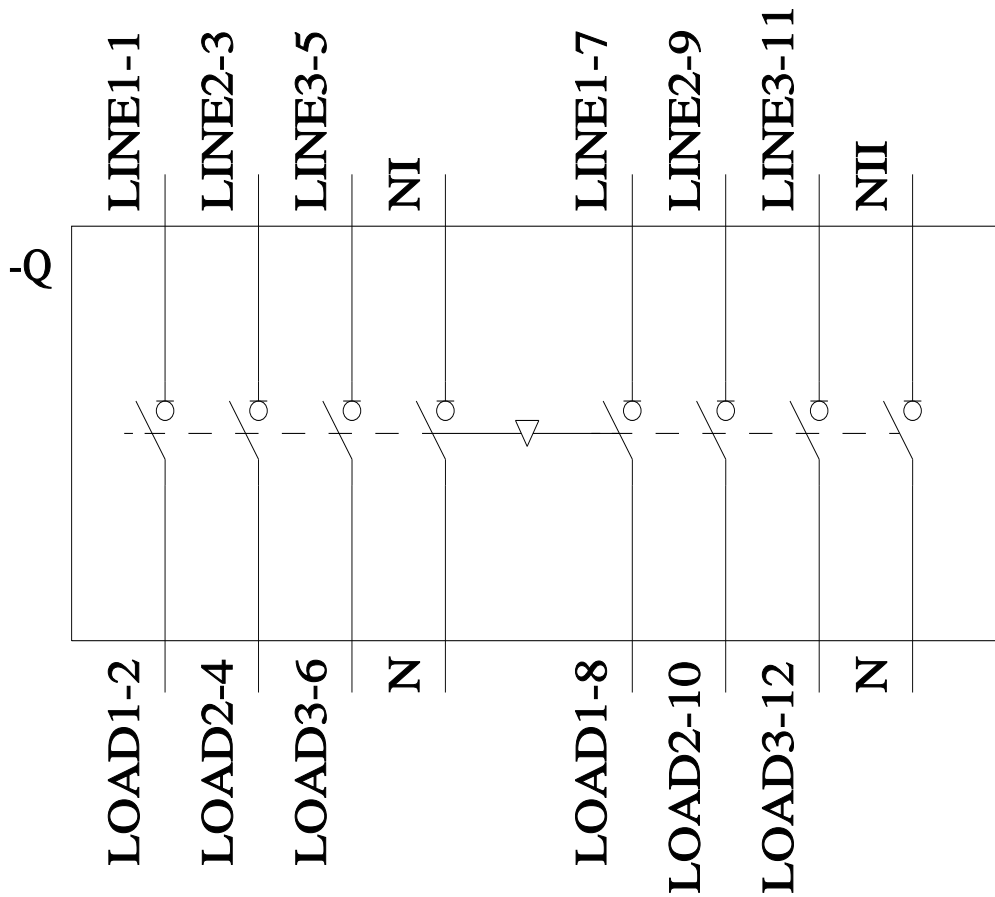 LINE1-1
LINE2-3
LINE3-5
NI
LINE1-7
LINE2-9
LINE3-11
NII
-Q
LOAD1-2
LOAD2-4
LOAD3-6
N
LOAD1-8
LOAD2-10
LOAD3-12
N